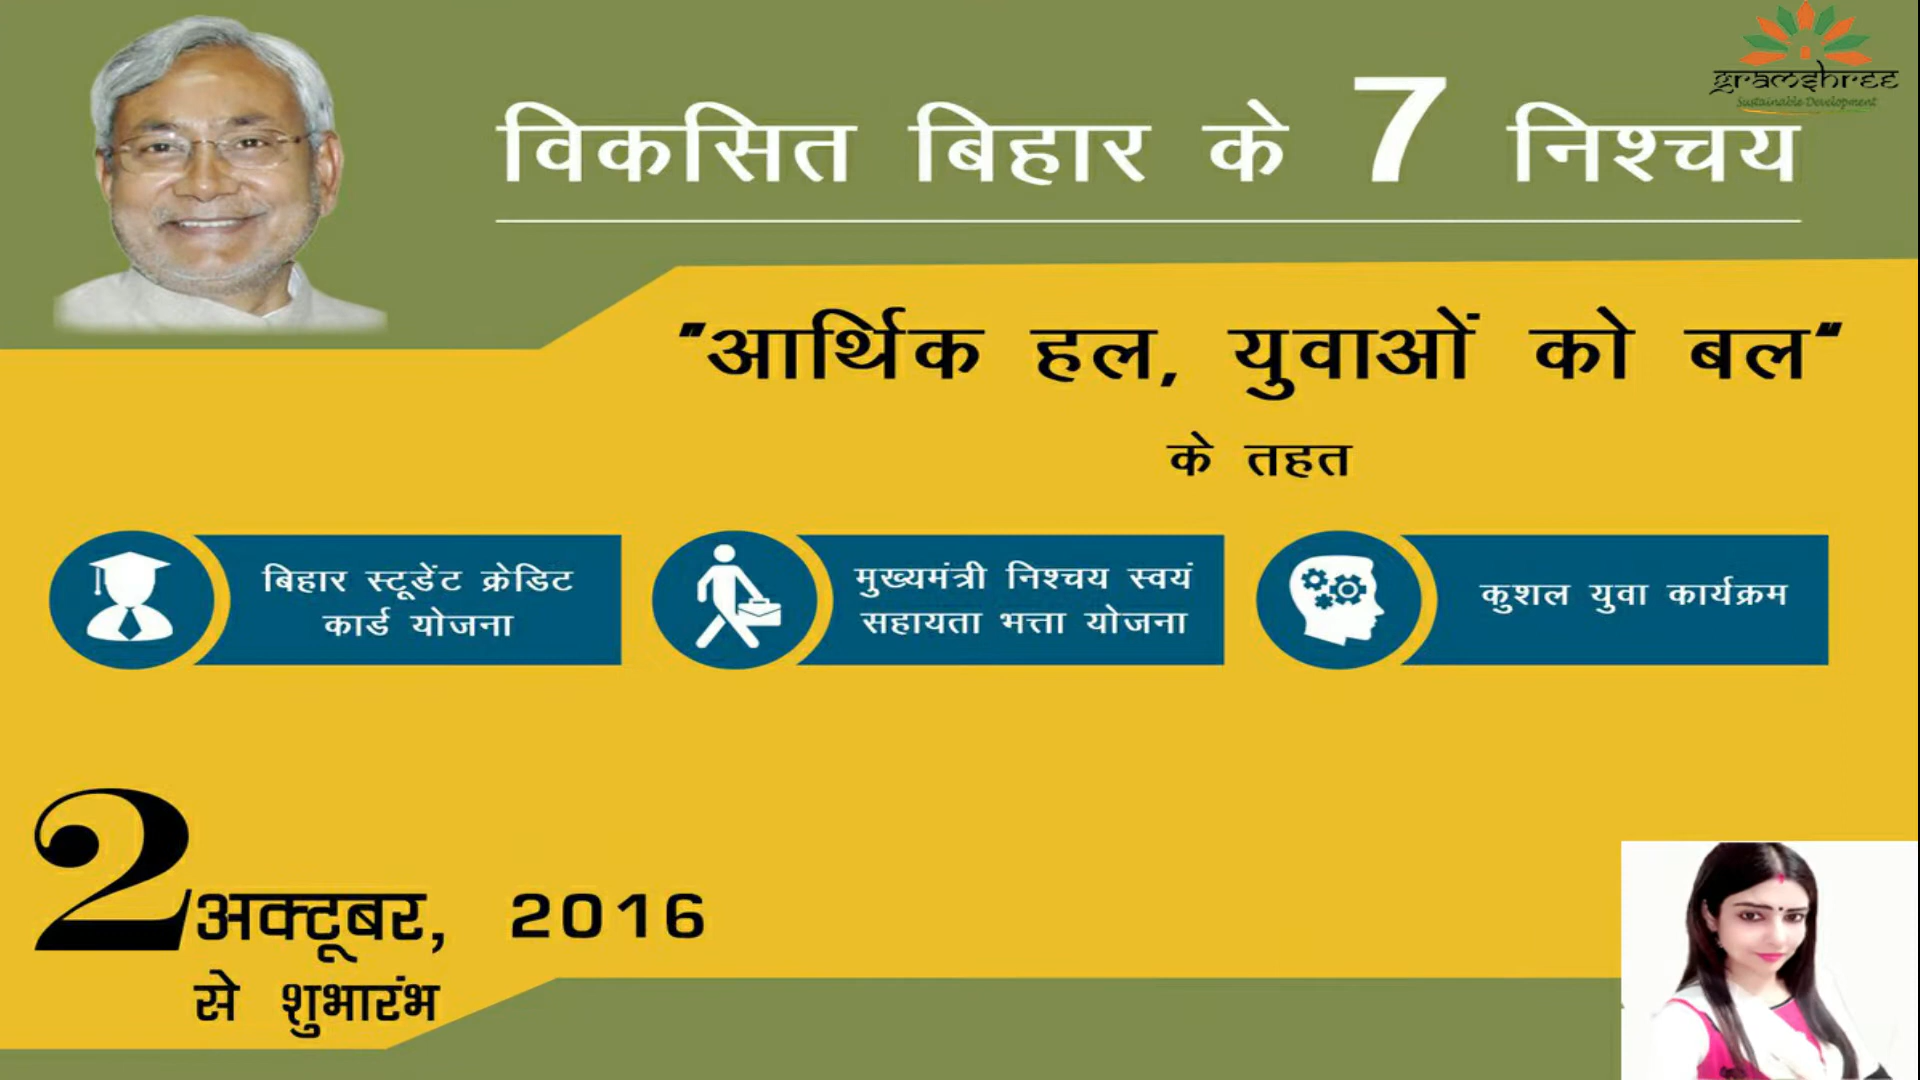 gramshree
Sustainable Development
विकसित बिहार के 7 निश्चय
"आर्थिक हल, युवाओं को बल"
के तहत
बिहार स्टूडेंट क्रेडिट
कार्ड योजना
मुख्यमंत्री निश्चय स्वयं
सहायता भत्ता योजना
कुशल युवा कार्यक्रम
2 अक्टूबर, 2016
से शुभारंभ